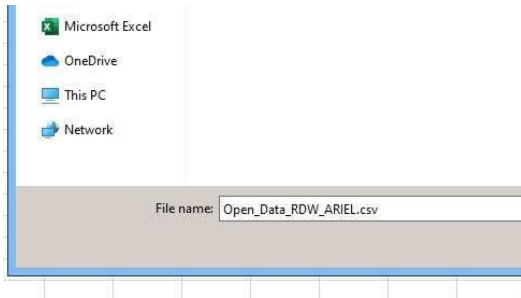 Microsoft Excel
OneDrive
This PC
Network
File name: Open_Data_RDW_ARIEL.csv